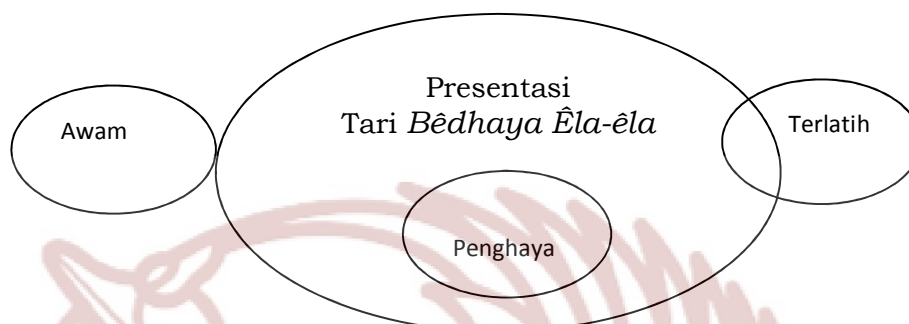 Presentasi
Tari Bêdhaya Êla-êla
Awam
Terlatih
Penghaya